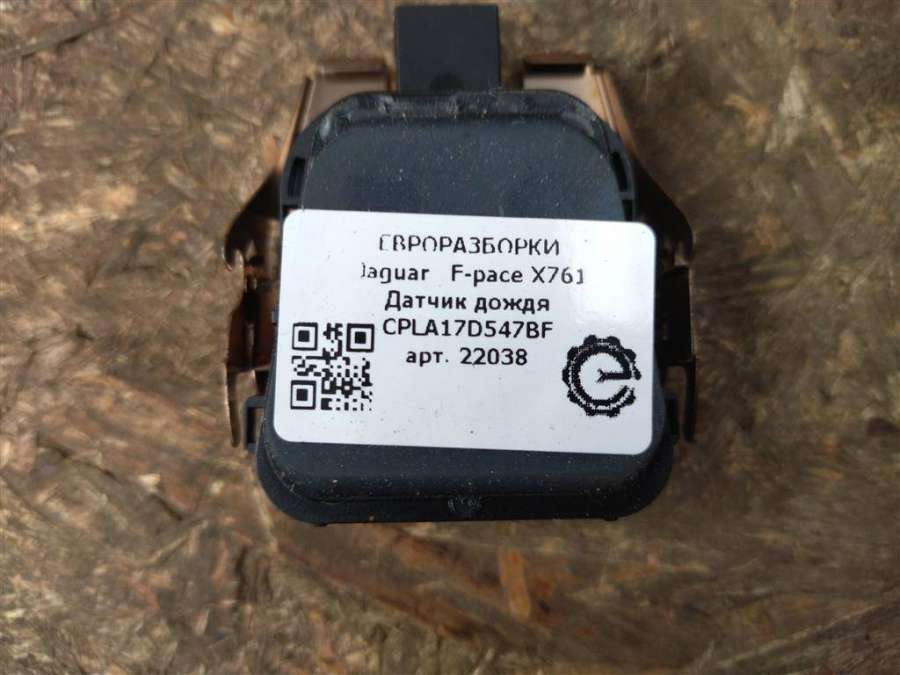 ЕВРОРАЗБОРКИ
Jaguar F-pace X761
Датчик дождя
CPLA17D547BF
арт. 22038